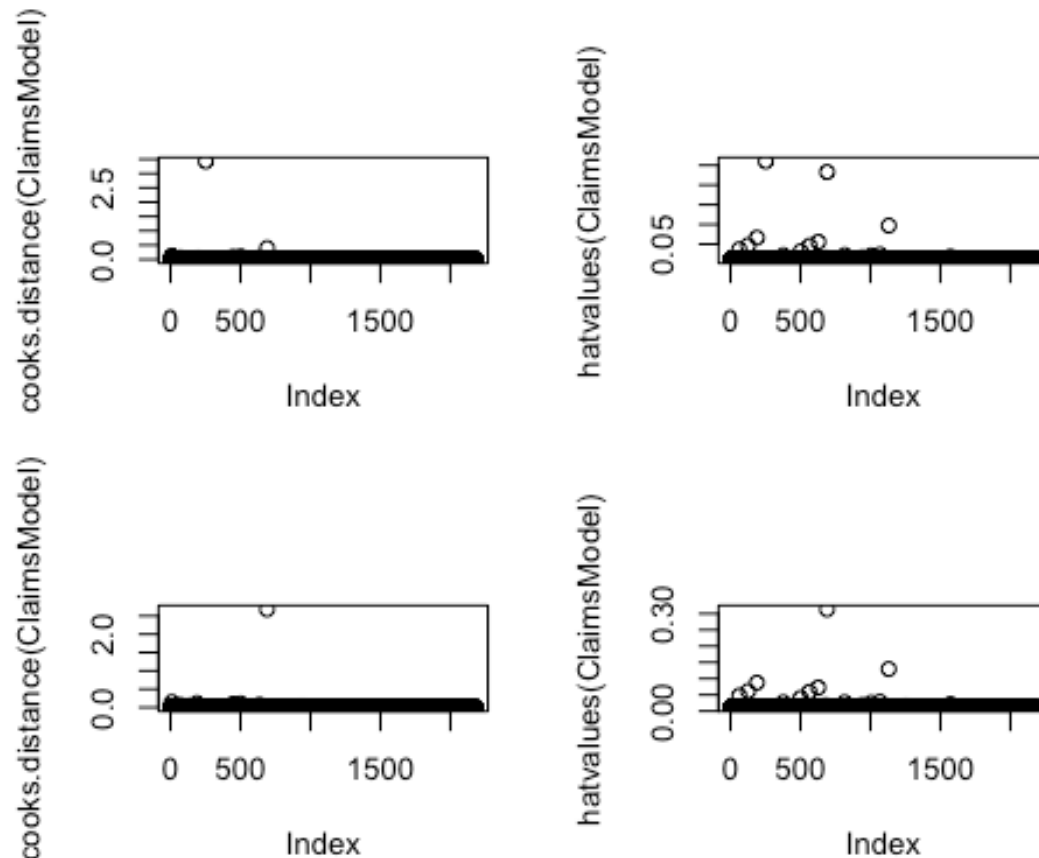 cooks.distance(ClaimsModel)
2.5
0.0
0 500 1500
Index
hatvalues(ClaimsModel)
0.05
0 500 1500
Index
cooks.distance(ClaimsModel)
2.0
0.0
0 500 1500
Index
hatvalues(ClaimsModel)
0.30
0.00
0 500 1500
Index